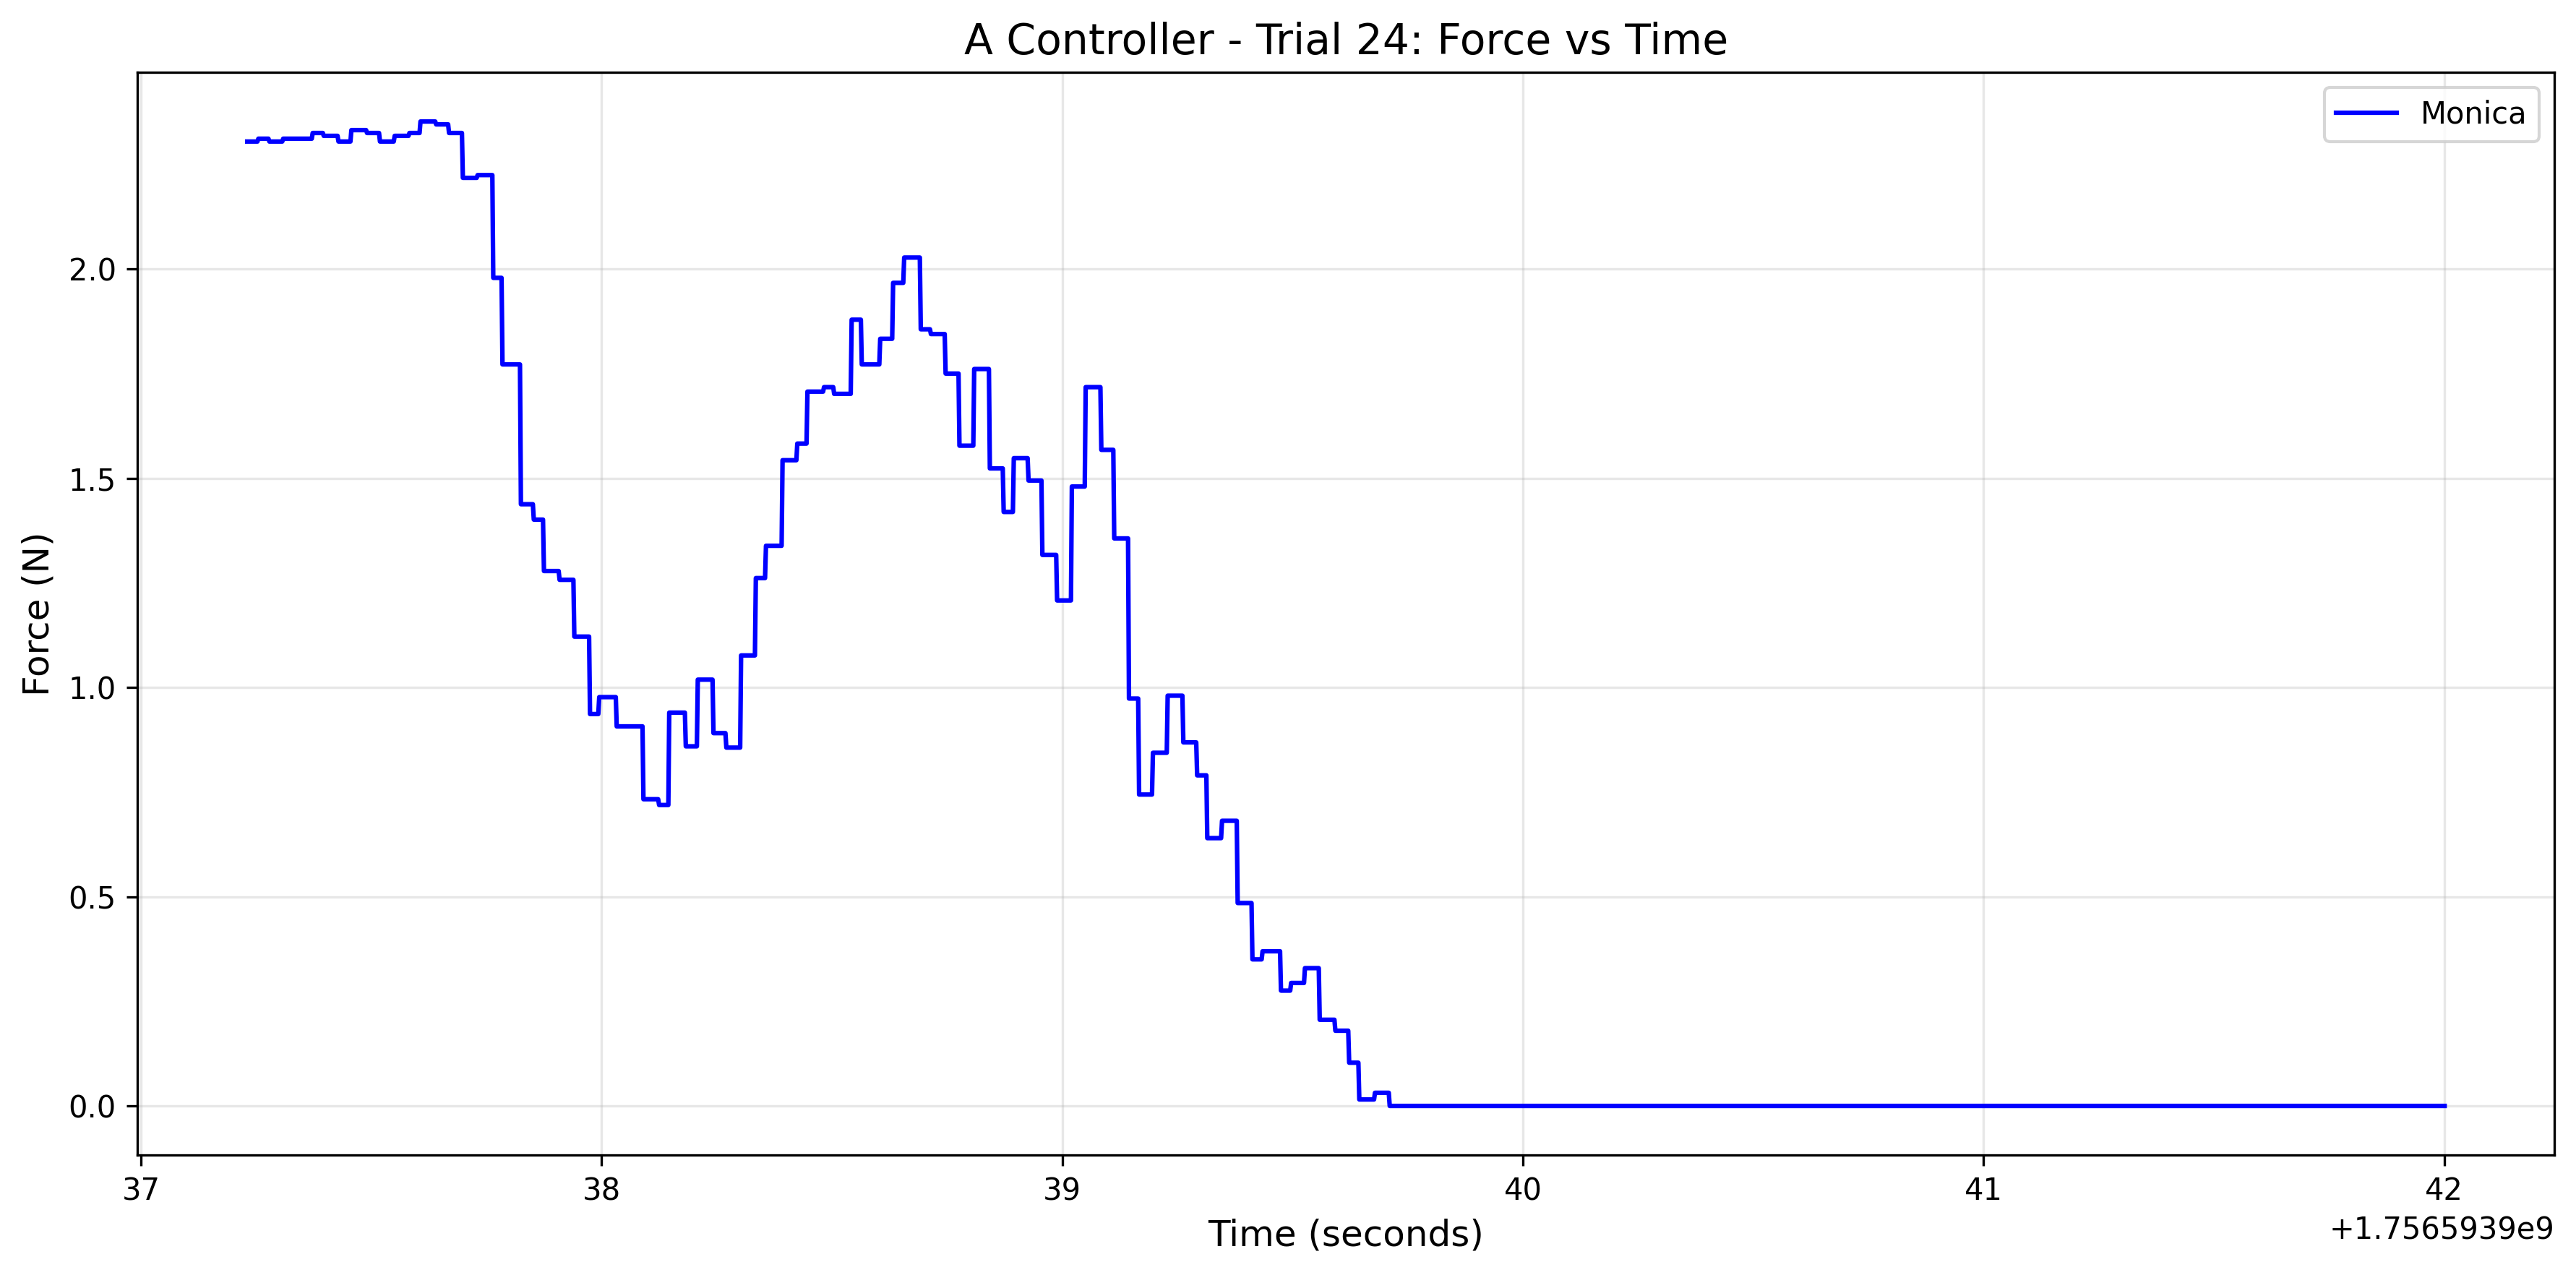 A Controller - Trial 24: Force vs Time
Monica
Force (N)
2.0
1.5
1.0
0.5
0.0
37 38 39 40 41 42
Time (seconds)
+1.7565939e9